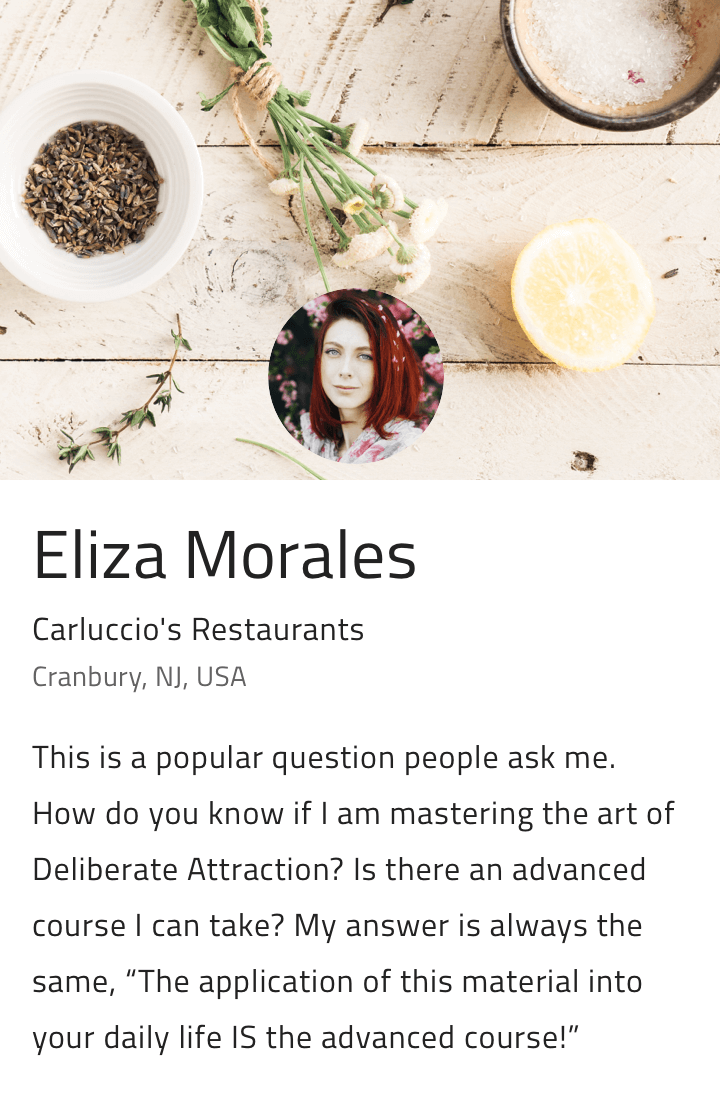 Eliza Morales
Carluccio's Restaurants
Cranbury, NJ, USA
This is a popular question people ask me.
How do you know if I am mastering the art of
Deliberate Attraction? Is there an advanced
course I can take? My answer is always the
same, “The application of this material into
your daily life IS the advanced course!”